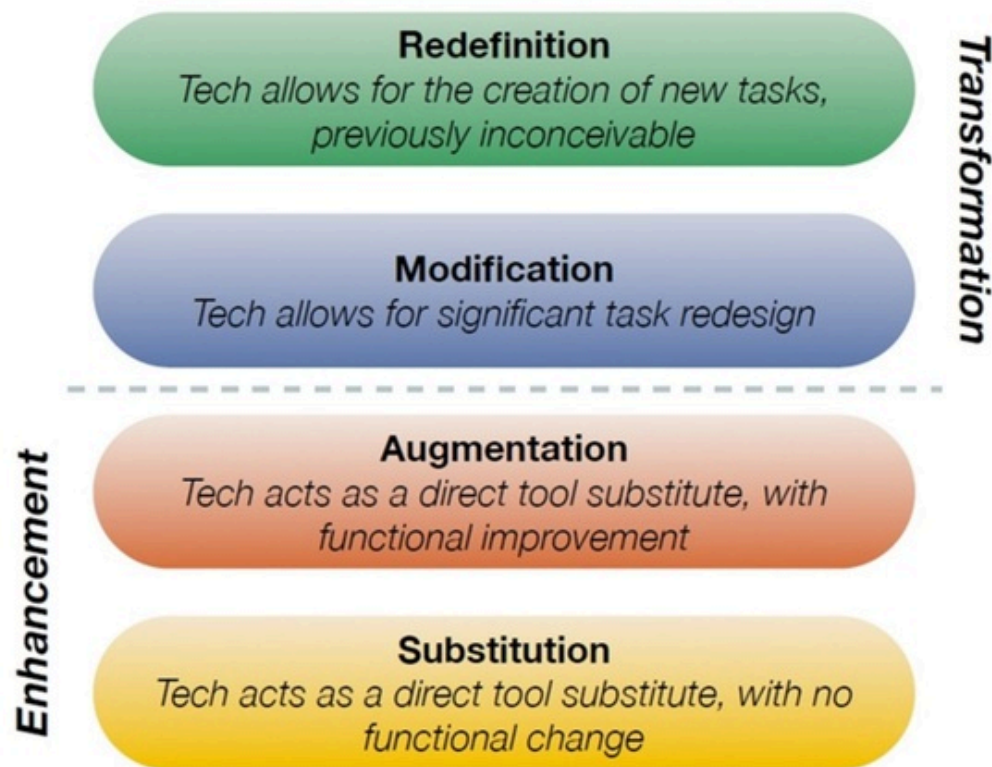 Redefinition
Tech allows for the creation of new tasks,
previously inconceivable
Transformation
Modification
Tech allows for significant task redesign
Augmentation
Tech acts as a direct tool substitute, with
functional improvement
Enhancement
Substitution
Tech acts as a direct tool substitute, with no
functional change